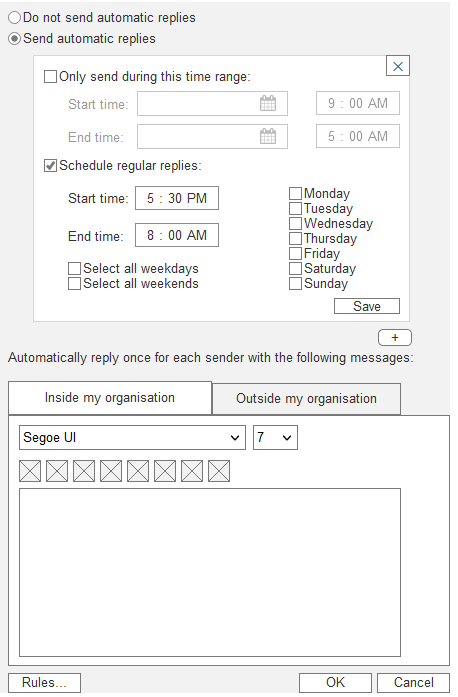 Do not send automatic replies
Send automatic replies
Only send during this time range:
Start time: 9 : 00 AM
End time: 5 : 00 AM
Schedule regular replies:
Start time: 5 : 30 PM
End time: 8 : 00 AM
Select all weekdays
Select all weekends
Monday
Tuesday
Wednesday
Thursday
Friday
Saturday
Sunday
Save
+
Automatically reply once for each sender with the following messages:
Inside my organisation
Outside my organisation
Segoe UI 7
Rules... OK Cancel